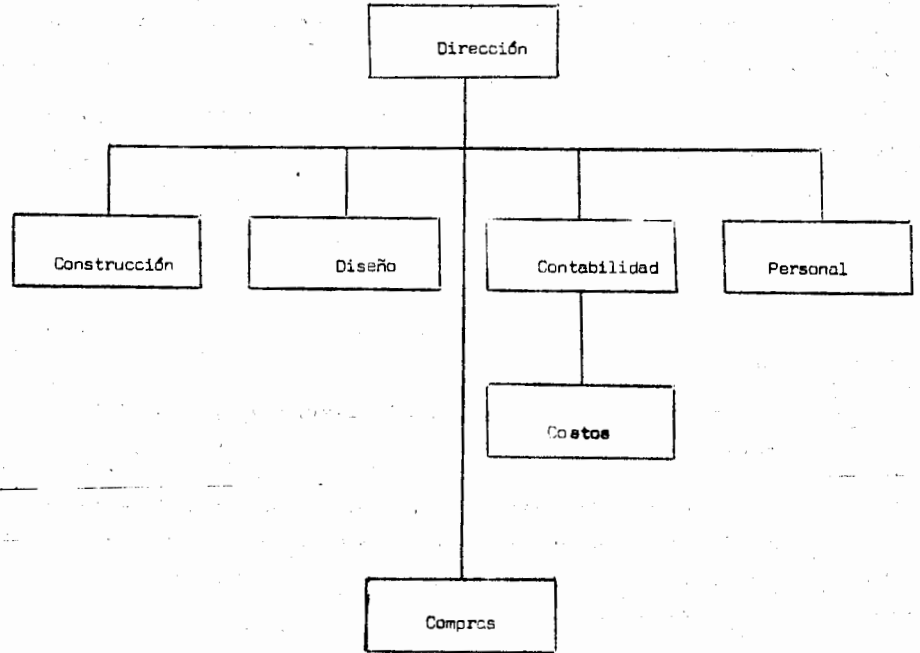 Dirección
Construcción
Diseño
Contabilidad
Personal
Costos
Compras